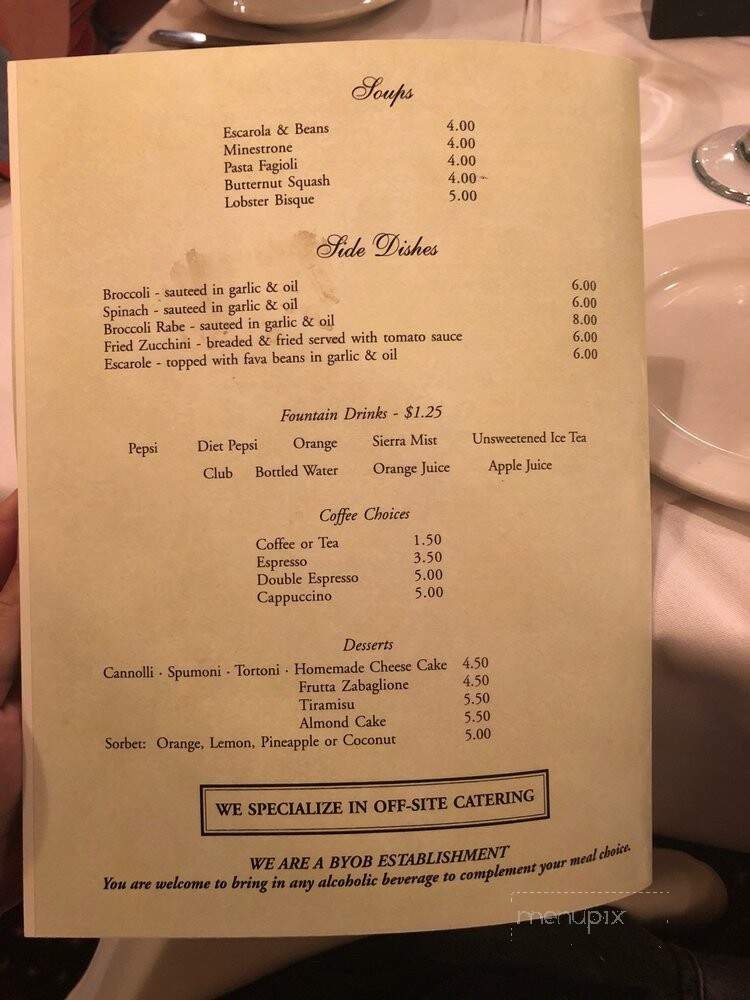 Soups
Escarola & Beans 4.00
Minestrone 4.00
Pasta Fagioli 4.00
Butternut Squash 4.00
Lobster Bisque 5.00
Side Dishes
Broccoli - sauteed in garlic & oil 6.00
Spinach - sauteed in garlic & oil 6.00
Broccoli Rabe - sauteed in garlic & oil 8.00
Fried Zucchini - breaded & fried served with tomato sauce 6.00
Escarole - topped with fava beans in garlic & oil 6.00
Fountain Drinks - $1.25
Pepsi Diet Pepsi Orange Sierra Mist Unsweetened Ice Tea
Club Bottled Water Orange Juice Apple Juice
Coffee Choices
Coffee or Tea 1.50
Espresso 3.50
Double Espresso 5.00
Cappuccino 5.00
Desserts
Cannolli · Spumoni · Tortoni · Homemade Cheese Cake 4.50
Frutta Zabaglione 4.50
Tiramisu 5.50
Almond Cake 5.50
Sorbet: Orange, Lemon, Pineapple or Coconut 5.00
WE SPECIALIZE IN OFF-SITE CATERING
WE ARE A BYOB ESTABLISHMENT
You are welcome to bring in any alcoholic beverage to complement your meal choice.
menupix